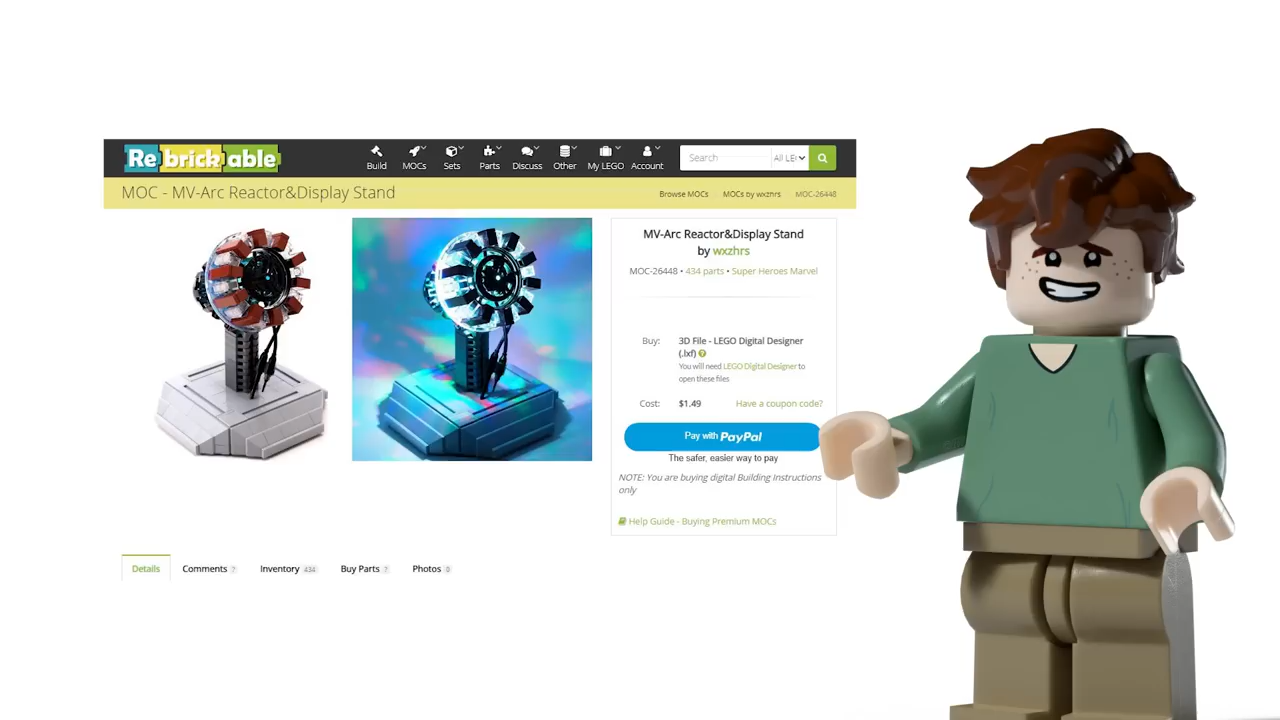 Rebrickable
Build MOCs Sets Parts Discuss Other My LEGO Account
Search All LE
MOC - MV-Arc Reactor&Display Stand
Browse MOCs MOCs by wxzhrs MOC-26448
MV-Arc Reactor&Display Stand
by wxzhrs
MOC-26448 • 434 parts • Super Heroes Marvel
Buy: 3D File - LEGO Digital Designer
(.lxf)
You will need LEGO Digital Designer to
open these files
Cost: $1.49 Have a coupon code?
Pay with PayPal
The safer, easier way to pay
NOTE: You are buying digital Building Instructions
only
Help Guide - Buying Premium MOCs
Details Comments ? Inventory 434 Buy Parts ? Photos 0